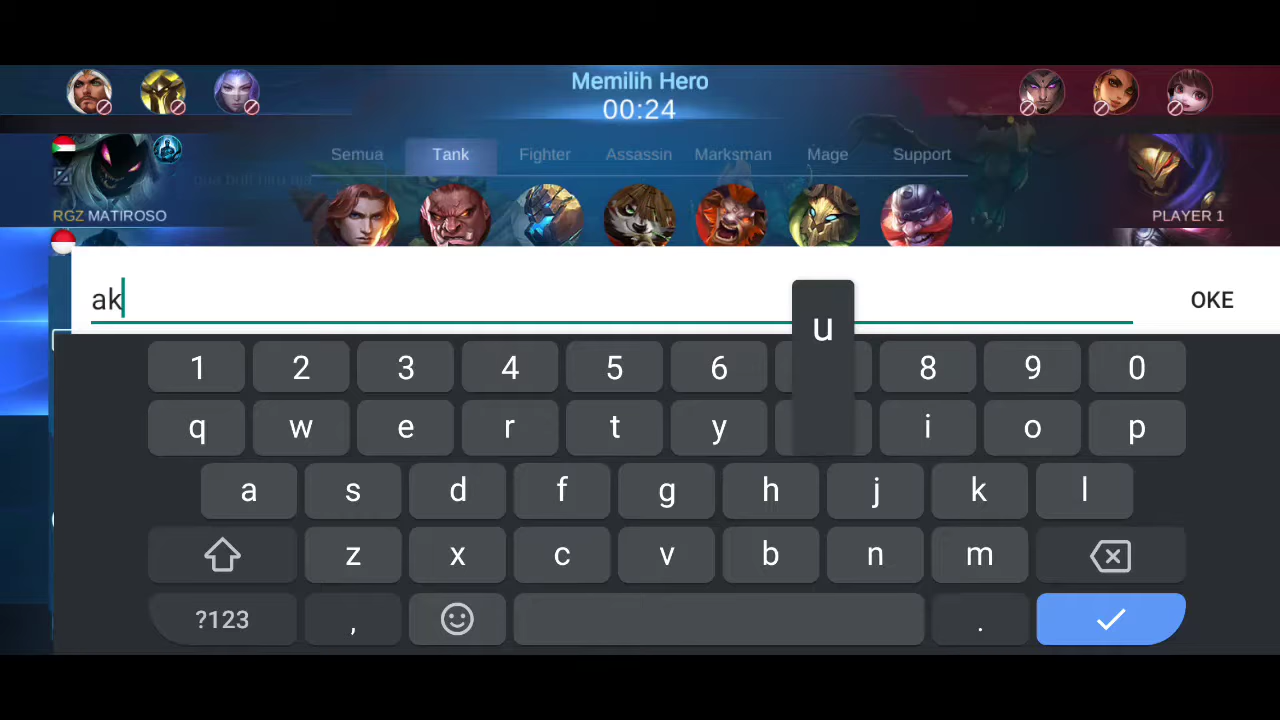 Memilih Hero
00:24
Semua Tank Fighter Assassin Marksman Mage Support
RGZ MATIROSO
PLAYER 1
ak
OKE
u
1 2 3 4 5 6 8 9 0
q w e r t y i o p
a s d f g h j k l
z x c v b n m
?123 , .